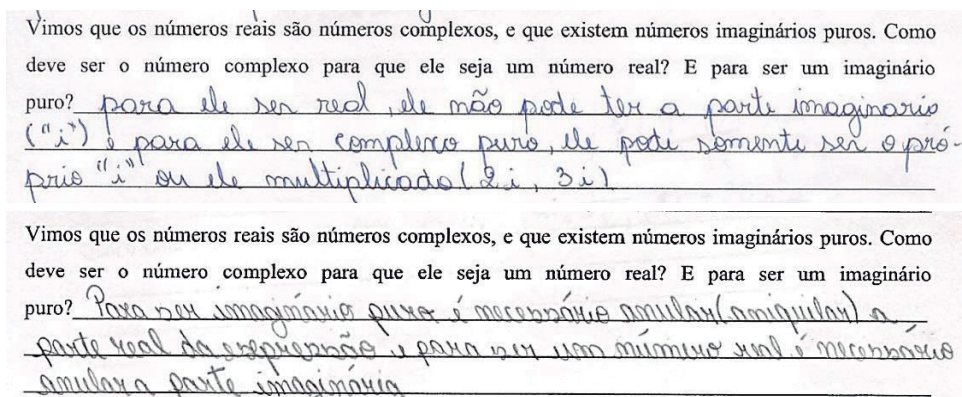 Vimos que os números reais são números complexos, e que existem números imaginários puros. Como
deve ser o número complexo para que ele seja um número real? E para ser um imaginário
puro? para ele ser real, ele não pode ter a parte imaginario
("i") e para ele ser complexo puro, ele pode somente ser o pró-
prio "i" ou ele multiplicado (2i, 3i)
Vimos que os números reais são números complexos, e que existem números imaginários puros. Como
deve ser o número complexo para que ele seja um número real? E para ser um imaginário
puro? Para ser imaginário puro é necessário anular (aniquilar) a
parte real da expressão e para ser um número real é necessário
anular a parte imaginária